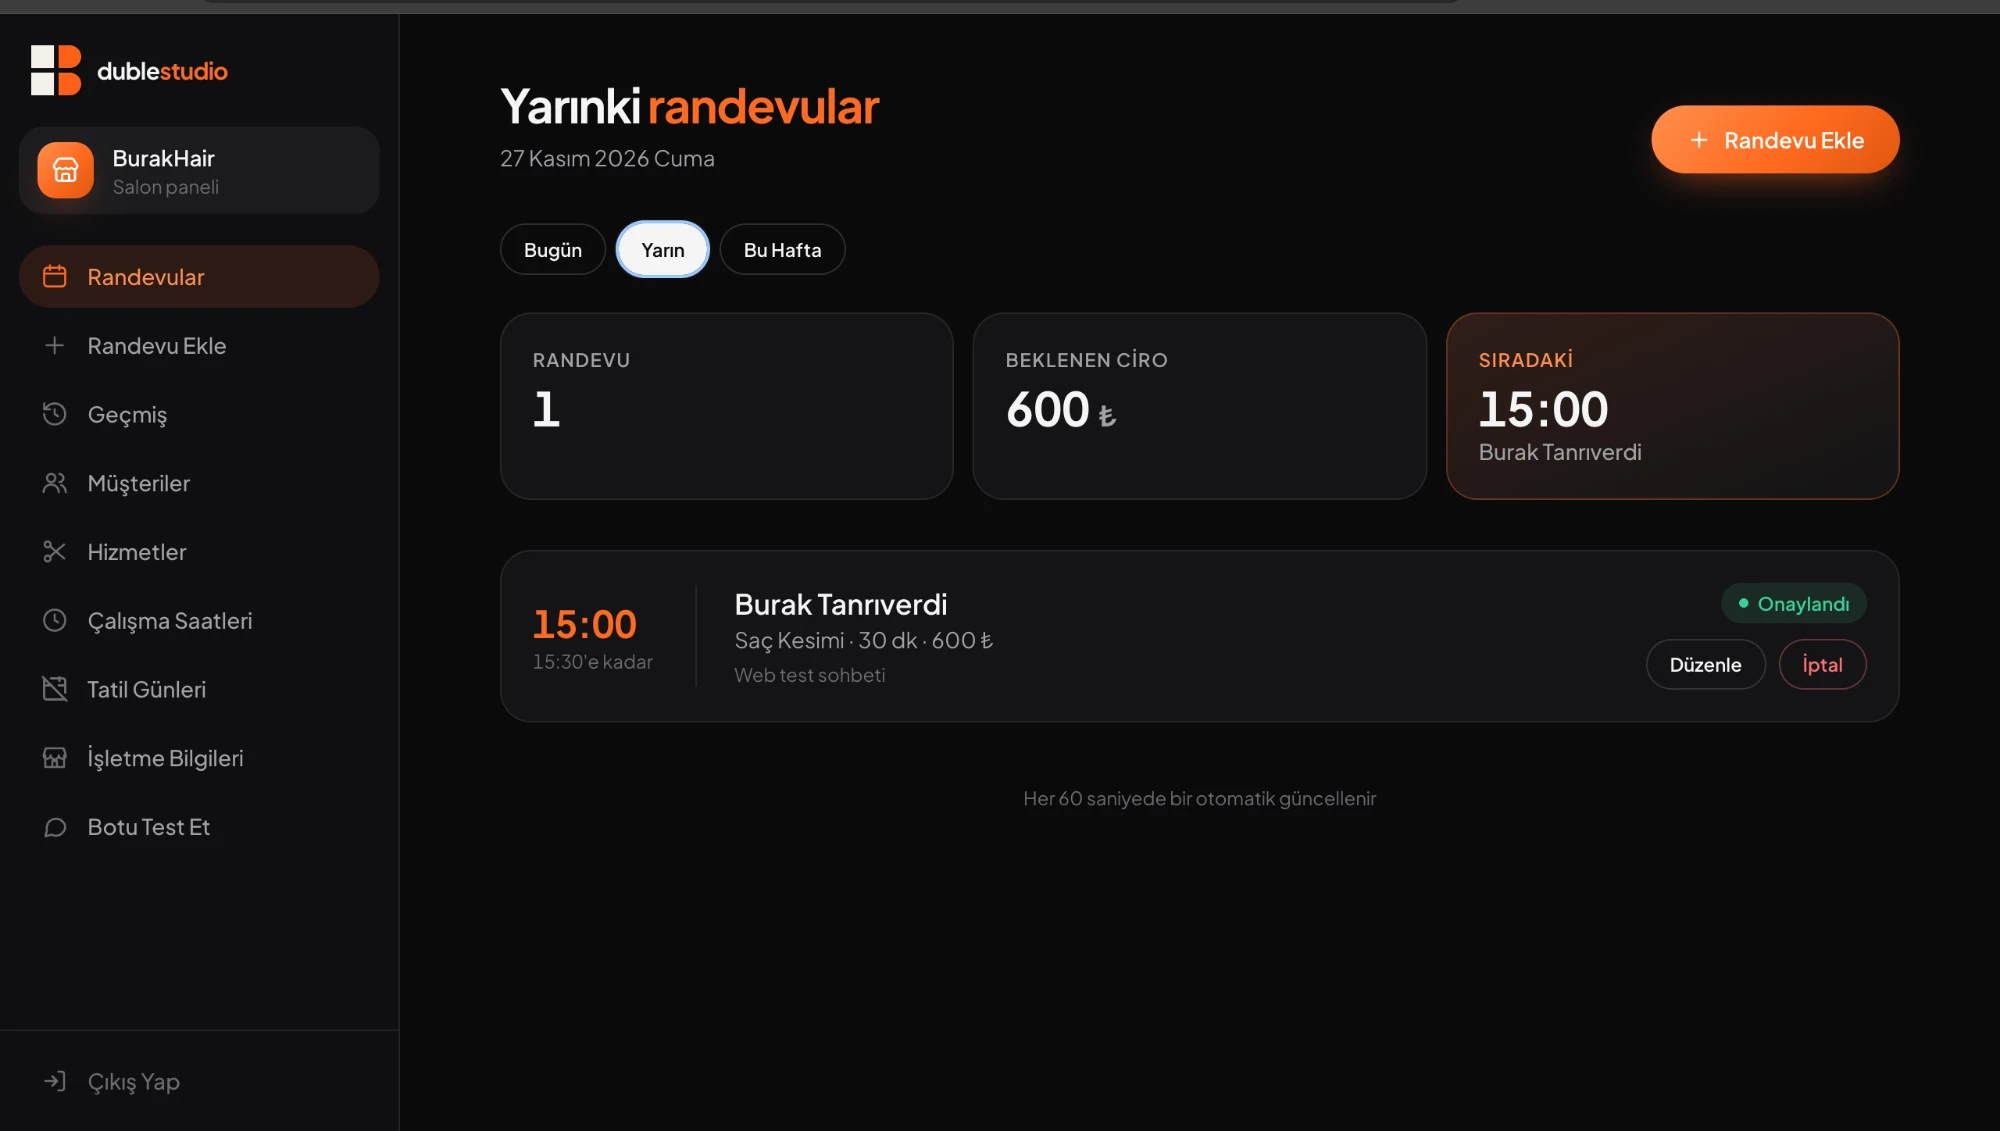 dublestudio
BurakHair
Salon paneli
Randevular
Randevu Ekle
Geçmiş
Müşteriler
Hizmetler
Çalışma Saatleri
Tatil Günleri
İşletme Bilgileri
Botu Test Et
Çıkış Yap
Yarınki randevular
27 Kasım 2026 Cuma
+ Randevu Ekle
Bugün
Yarın
Bu Hafta
RANDEVU
1
BEKLENEN CİRO
600 ₺
SIRADAKİ
15:00
Burak Tanrıverdi
15:00
15:30'e kadar
Burak Tanrıverdi
Saç Kesimi · 30 dk · 600 ₺
Web test sohbeti
Onaylandı
Düzenle
İptal
Her 60 saniyede bir otomatik güncellenir